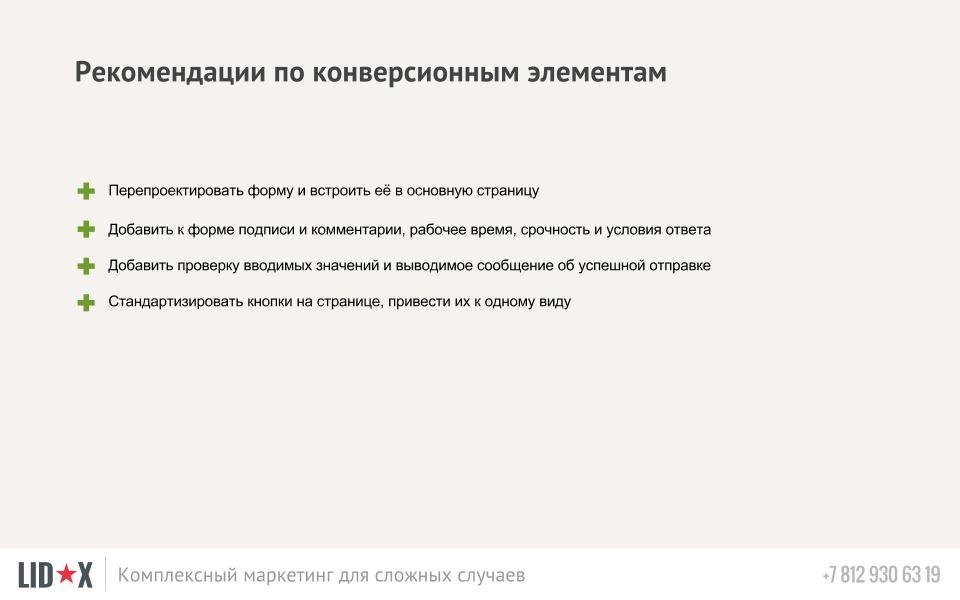 Рекомендации по конверсионным элементам
Перепроектировать форму и встроить её в основную страницу
Добавить к форме подписи и комментарии, рабочее время, срочность и условия ответа
Добавить проверку вводимых значений и выводимое сообщение об успешной отправке
Стандартизировать кнопки на странице, привести их к одному виду
LID★X
Комплексный маркетинг для сложных случаев
+7 812 930 63 19